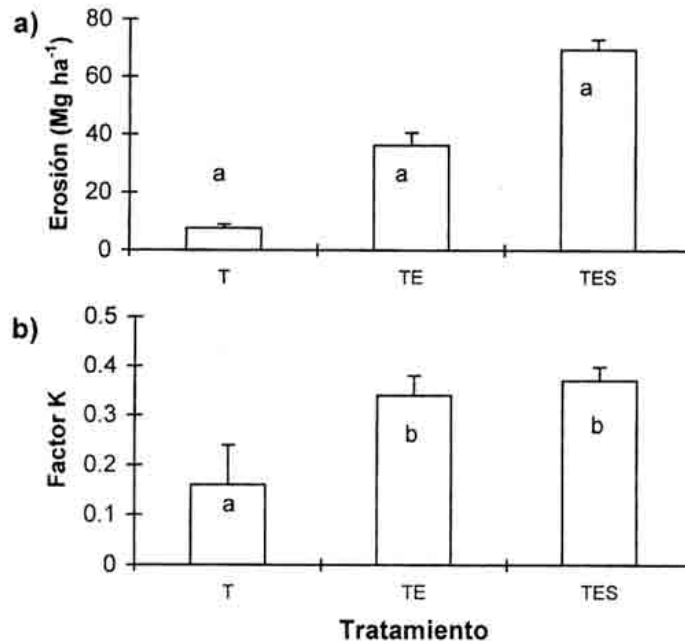 a)
Erosión (Mg ha⁻¹)
80
60
40
20
0
a
a
a
T
TE
TES
b)
Factor K
0.5
0.4
0.3
0.2
0.1
0
a
b
b
T
TE
TES
Tratamiento